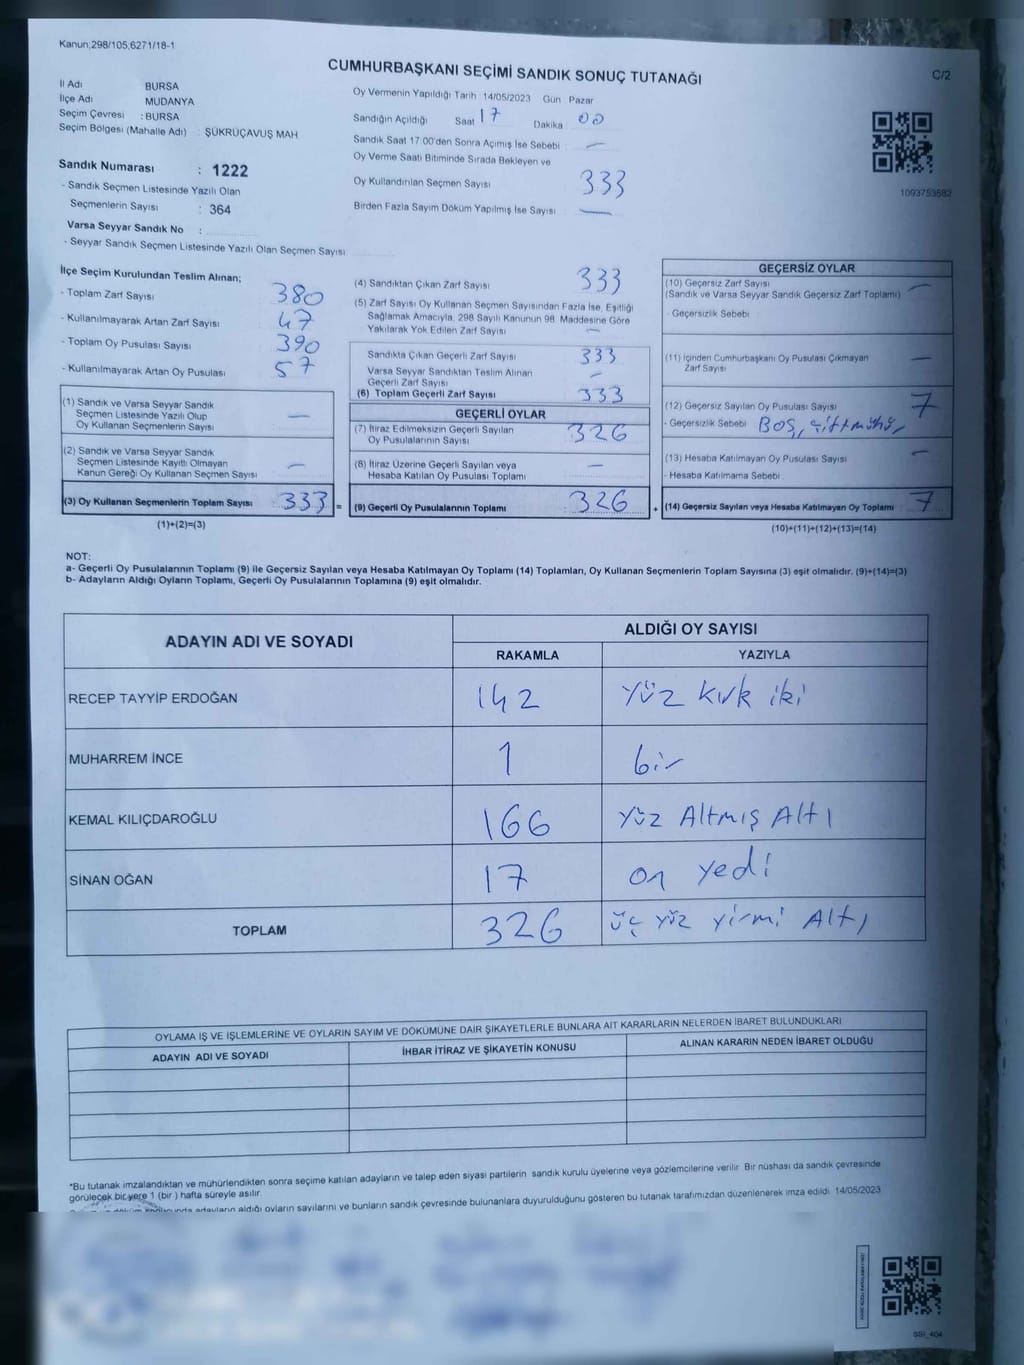 Kanun;298/105,6271/18-1
CUMHURBAŞKANI SEÇİMİ SANDIK SONUÇ TUTANAĞI
C/2
İl Adı : BURSA
İlçe Adı : MUDANYA
Seçim Çevresi : BURSA
Seçim Bölgesi (Mahalle Adı) : ŞÜKRÜÇAVUŞ MAH
Sandık Numarası : 1222
- Sandık Seçmen Listesinde Yazılı Olan
Seçmenlerin Sayısı : 364
Varsa Seyyar Sandık No :
- Seyyar Sandık Seçmen Listesinde Yazılı Olan Seçmen Sayısı:
Oy Vermenin Yapıldığı Tarih :14/05/2023 Gün Pazar
Sandığın Açıldığı Saat 17 Dakika 00
Sandık Saat 17:00'den Sonra Açımış İse Sebebi : —
Oy Verme Saati Bitiminde Sırada Bekleyen ve
Oy Kullandırılan Seçmen Sayısı 333
Birden Fazla Sayım Döküm Yapılmış İse Sayısı —
1093753682
İlçe Seçim Kurulundan Teslim Alınan;
- Toplam Zarf Sayısı 380
- Kullanılmayarak Artan Zarf Sayısı 47
- Toplam Oy Pusulası Sayısı 390
- Kullanılmayarak Artan Oy Pusulası 57
(1) Sandık ve Varsa Seyyar Sandık
Seçmen Listesinde Yazılı Olup
Oy Kullanan Seçmenlerin Sayısı —
(2) Sandık ve Varsa Seyyar Sandık
Seçmen Listesinde Kayıtlı Olmayan
Kanun Gereği Oy Kullanan Seçmen Sayısı —
(3) Oy Kullanan Seçmenlerin Toplam Sayısı 333 =
(1)+(2)=(3)
(4) Sandıktan Çıkan Zarf Sayısı 333
(5) Zarf Sayısı Oy Kullanan Seçmen Sayısından Fazla İse, Eşitliği
Sağlamak Amacıyla, 298 Sayılı Kanunun 98. Maddesine Göre
Yakılarak Yok Edilen Zarf Sayısı —
Sandıkta Çıkan Geçerli Zarf Sayısı 333
Varsa Seyyar Sandıktan Teslim Alınan
Geçerli Zarf Sayısı —
(6) Toplam Geçerli Zarf Sayısı 333
GEÇERLİ OYLAR
(7) İtiraz Edilmeksizin Geçerli Sayılan
Oy Pusulalarının Sayısı 326
(8) İtiraz Üzerine Geçerli Sayılan veya
Hesaba Katılan Oy Pusulası Toplamı —
(9) Geçerli Oy Pusulalarının Toplamı 326 +
GEÇERSİZ OYLAR
(10) Geçersiz Zarf Sayısı
(Sandık ve Varsa Seyyar Sandık Geçersiz Zarf Toplamı) —
- Geçersizlik Sebebi
(11) İçinden Cumhurbaşkanı Oy Pusulası Çıkmayan
Zarf Sayısı —
(12) Geçersiz Sayılan Oy Pusulası Sayısı 7
- Geçersizlik Sebebi BOŞ, çift mühür
(13) Hesaba Katılmayan Oy Pusulası Sayısı —
- Hesaba Katılmama Sebebi
(14) Geçersiz Sayılan veya Hesaba Katılmayan Oy Toplamı 7
(10)+(11)+(12)+(13)=(14)
NOT:
a- Geçerli Oy Pusulalarının Toplamı (9) ile Geçersiz Sayılan veya Hesaba Katılmayan Oy Toplamı (14) Toplamları, Oy Kullanan Seçmenlerin Toplam Sayısına (3) eşit olmalıdır. (9)+(14)=(3)
b- Adayların Aldığı Oyların Toplamı, Geçerli Oy Pusulalarının Toplamına (9) eşit olmalıdır.
ADAYIN ADI VE SOYADI
ALDIĞI OY SAYISI
RAKAMLA YAZIYLA
RECEP TAYYİP ERDOĞAN 142 Yüz kırk iki
MUHARREM İNCE 1 bir
KEMAL KILIÇDAROĞLU 166 Yüz Altmış Altı
SİNAN OĞAN 17 on yedi
TOPLAM 326 üç yüz yirmi Altı
OYLAMA İŞ VE İŞLEMLERİNE VE OYLARIN SAYIM VE DÖKÜMÜNE DAİR ŞİKAYETLERLE BUNLARA AİT KARARLARIN NELERDEN İBARET BULUNDUKLARI
ADAYIN ADI VE SOYADI İHBAR İTİRAZ VE ŞİKAYETİN KONUSU ALINAN KARARIN NEDEN İBARET OLDUĞU
*Bu tutanak imzalandıktan ve mühürlendikten sonra seçime katılan adayların ve talep eden siyasi partilerin sandık kurulu üyelerine veya gözlemcilerine verilir. Bir nüshası da sandık çevresinde
görülecek bir yere 1 (bir ) hafta süreyle asılır.
adayların aldığı oyların sayılarını ve bunların sandık çevresinde bulunanlara duyurulduğunu gösteren bu tutanak tarafımızdan düzenlenerek imza edildi. 14/05/2023